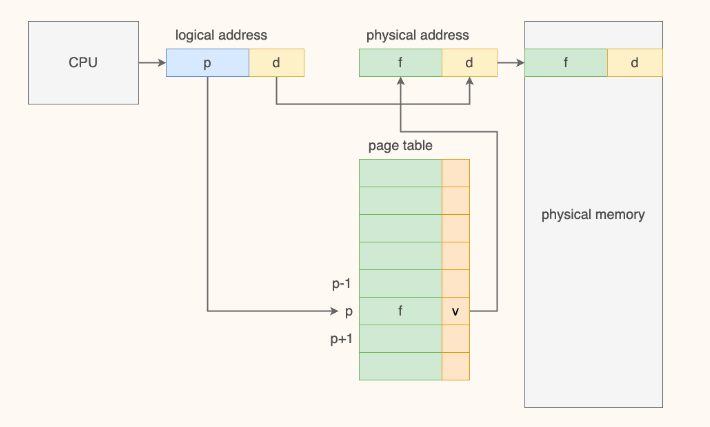 logical address
physical address
CPU
p
d
f
d
f
d
page table
physical memory
p-1
p
f
v
p+1